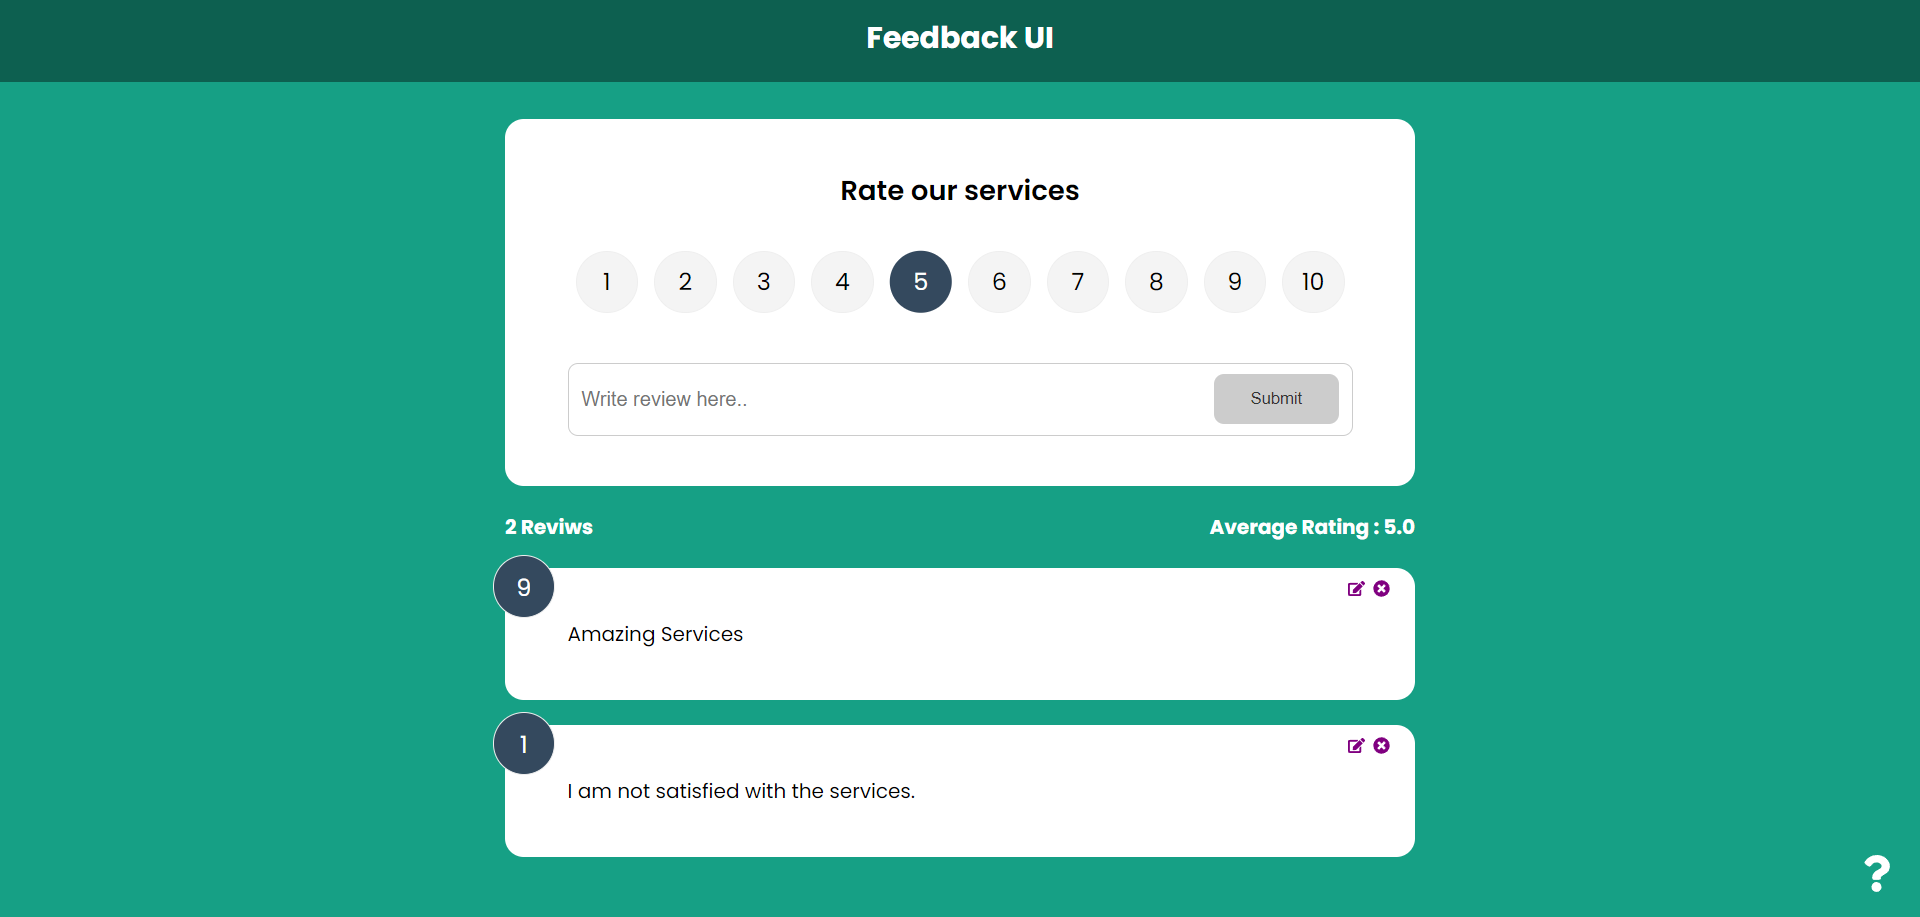 Feedback UI
Rate our services
1 2 3 4 5 6 7 8 9 10
Write review here..
Submit
2 Reviws
Average Rating : 5.0
9
Amazing Services
1
I am not satisfied with the services.
?